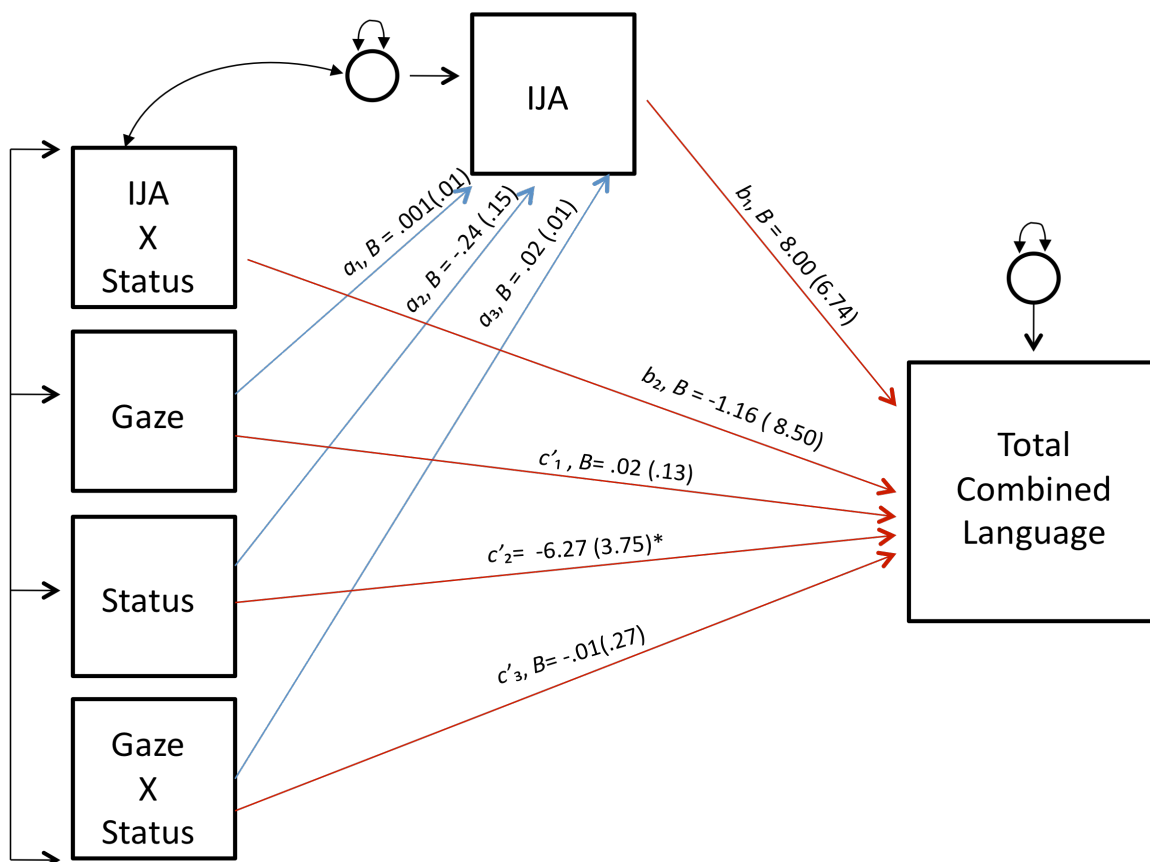 IJA
IJA
X
Status
a₁, B = .001(.01)
a₂, B = -.24 (.15)
a₃, B = .02 (.01)
b₁, B = 8.00 (6.74)
Gaze
b₂, B = -1.16 ( 8.50)
c′₁ , B= .02 (.13)
Total
Combined
Language
Status
c′₂= -6.27 (3.75)*
c′₃, B= -.01(.27)
Gaze
X
Status